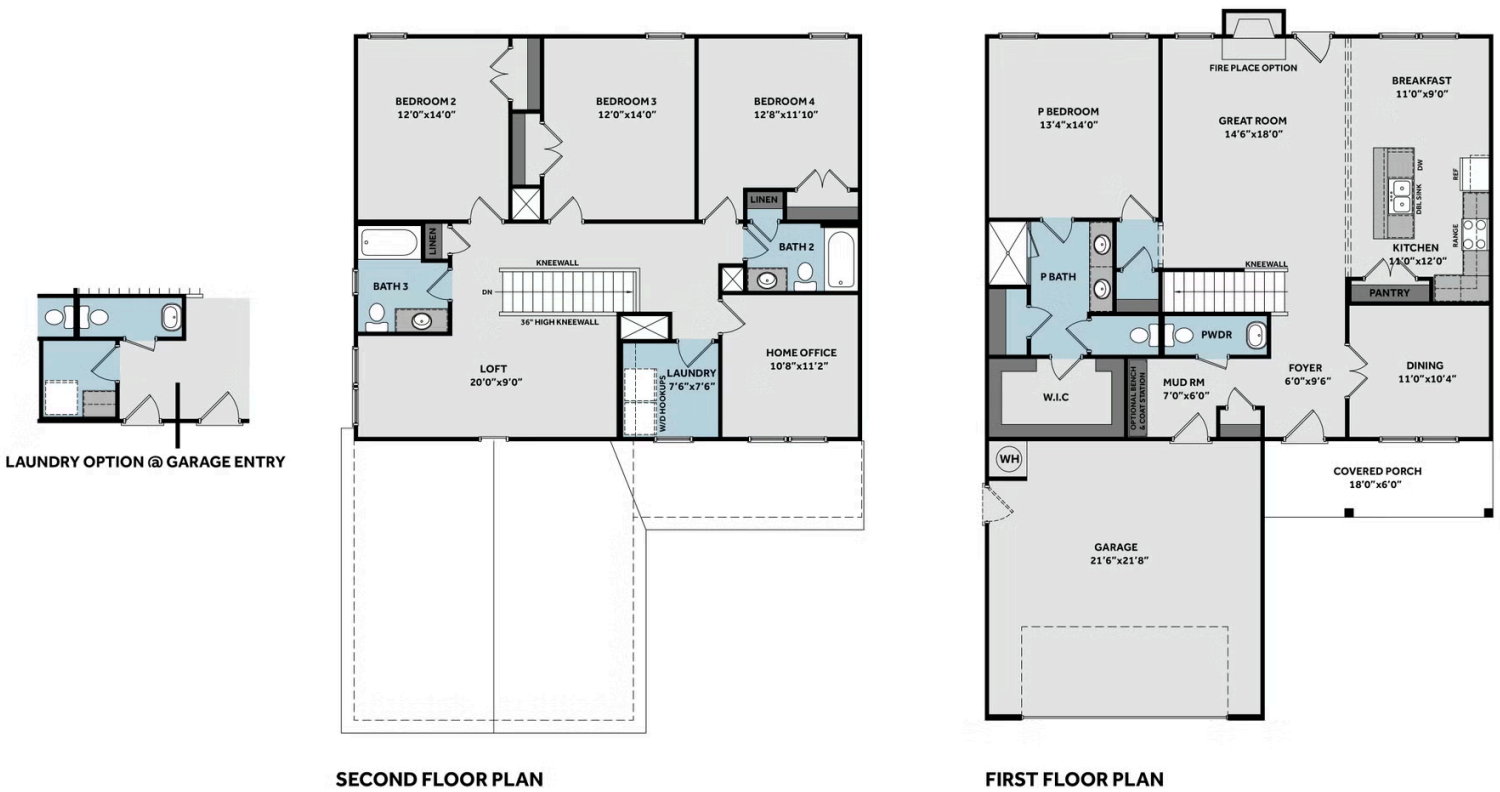 LAUNDRY OPTION @ GARAGE ENTRY
BEDROOM 2
12'0"x14'0"
BEDROOM 3
12'0"x14'0"
BEDROOM 4
12'8"x11'10"
LINEN
LINEN
BATH 2
BATH 3
KNEEWALL
DN
36" HIGH KNEEWALL
LOFT
20'0"x9'0"
LAUNDRY
7'6"x7'6"
W/D HOOKUPS
HOME OFFICE
10'8"x11'2"
SECOND FLOOR PLAN
FIRE PLACE OPTION
P BEDROOM
13'4"x14'0"
GREAT ROOM
14'6"x18'0"
BREAKFAST
11'0"x9'0"
DW
DBL SINK
REF
RANGE
KITCHEN
11'0"x12'0"
KNEEWALL
PANTRY
P BATH
PWDR
W.I.C
OPTIONAL BENCH
& COAT STATION
MUD RM
7'0"x6'0"
FOYER
6'0"x9'6"
DINING
11'0"x10'4"
WH
COVERED PORCH
18'0"x6'0"
GARAGE
21'6"x21'8"
FIRST FLOOR PLAN